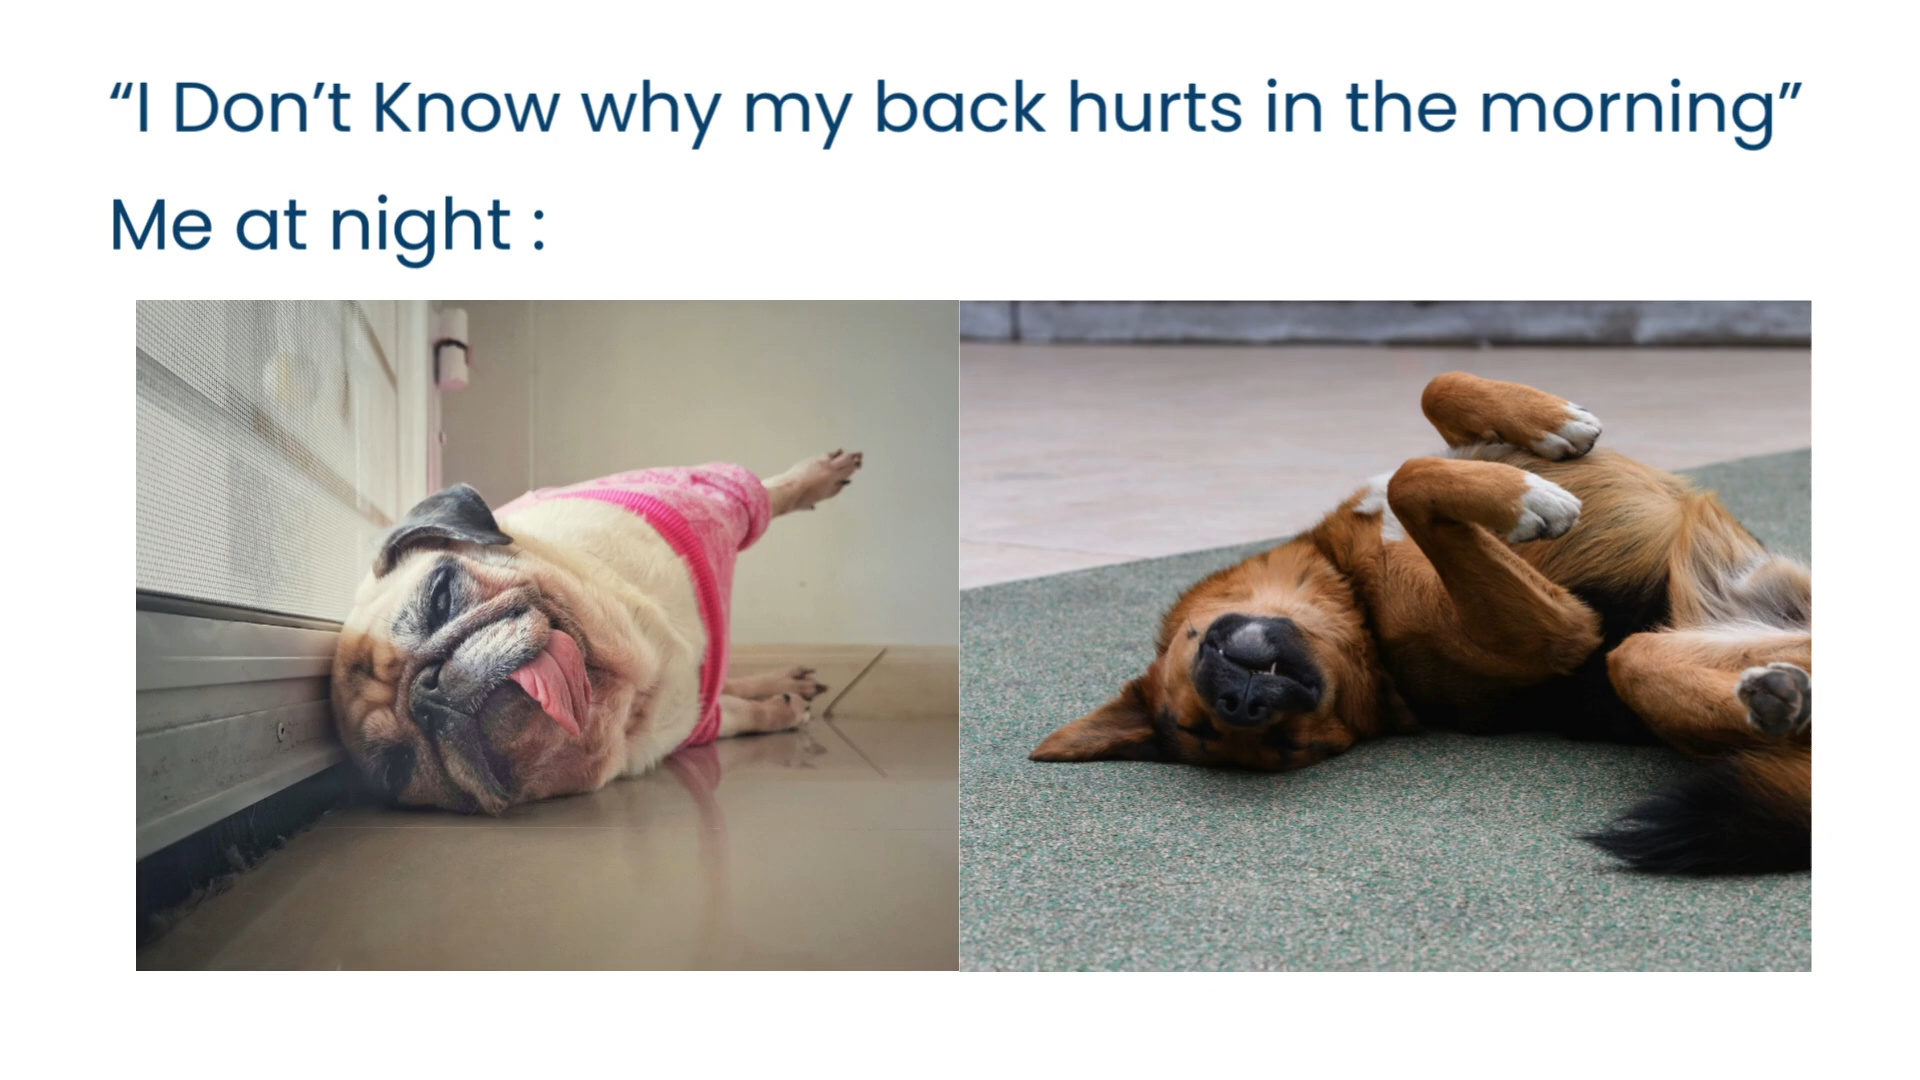 “I Don’t Know why my back hurts in the morning”
Me at night :